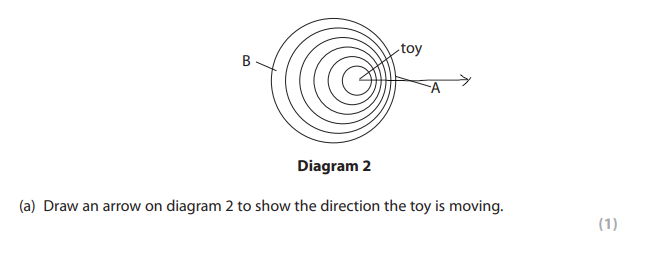 toy
B
A
Diagram 2
(a) Draw an arrow on diagram 2 to show the direction the toy is moving.
(1)